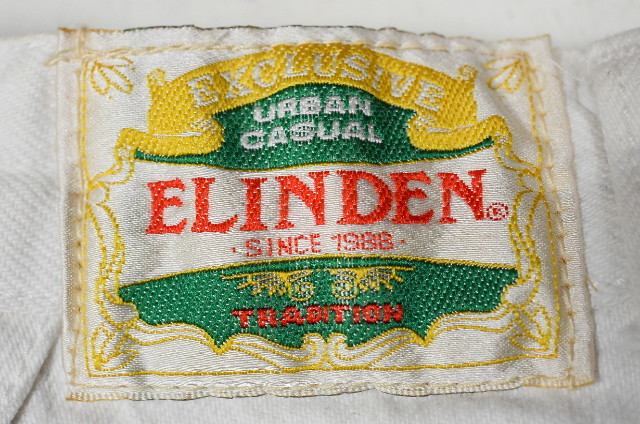 EXCLUSIVE
URBAN
CASUAL
ELINDEN®
· SINCE 1988 ·
TRADITION